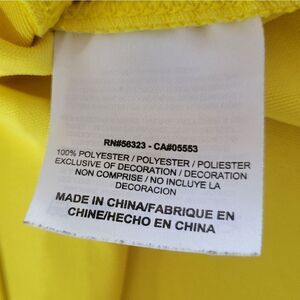 RN#56323 - CA#05553
100% POLYESTER / POLYESTER / POLIESTER
EXCLUSIVE OF DECORATION / DECORATION
NON COMPRISE / NO INCLUYE LA
DECORACION
MADE IN CHINA/FABRIQUE EN
CHINE/HECHO EN CHINA